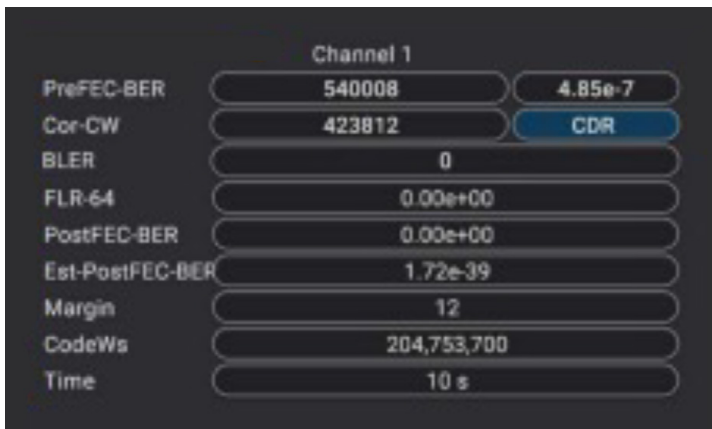 Channel 1
PreFEC-BER 540008 4.85e-7
Cor-CW 423812 CDR
BLER 0
FLR-64 0.00e+00
PostFEC-BER 0.00e+00
Est-PostFEC-BER 1.72e-39
Margin 12
CodeWs 204,753,700
Time 10 s